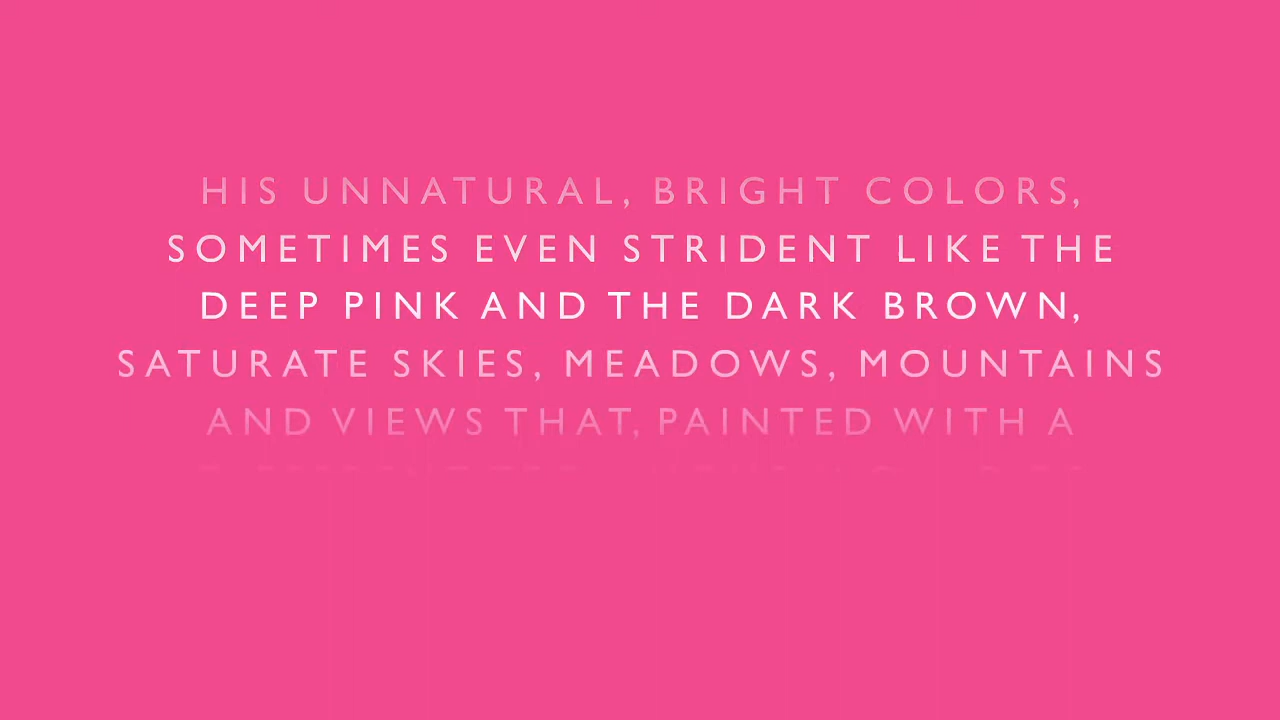 HIS UNNATURAL, BRIGHT COLORS,
SOMETIMES EVEN STRIDENT LIKE THE
DEEP PINK AND THE DARK BROWN,
SATURATE SKIES, MEADOWS, MOUNTAINS
AND VIEWS THAT, PAINTED WITH A